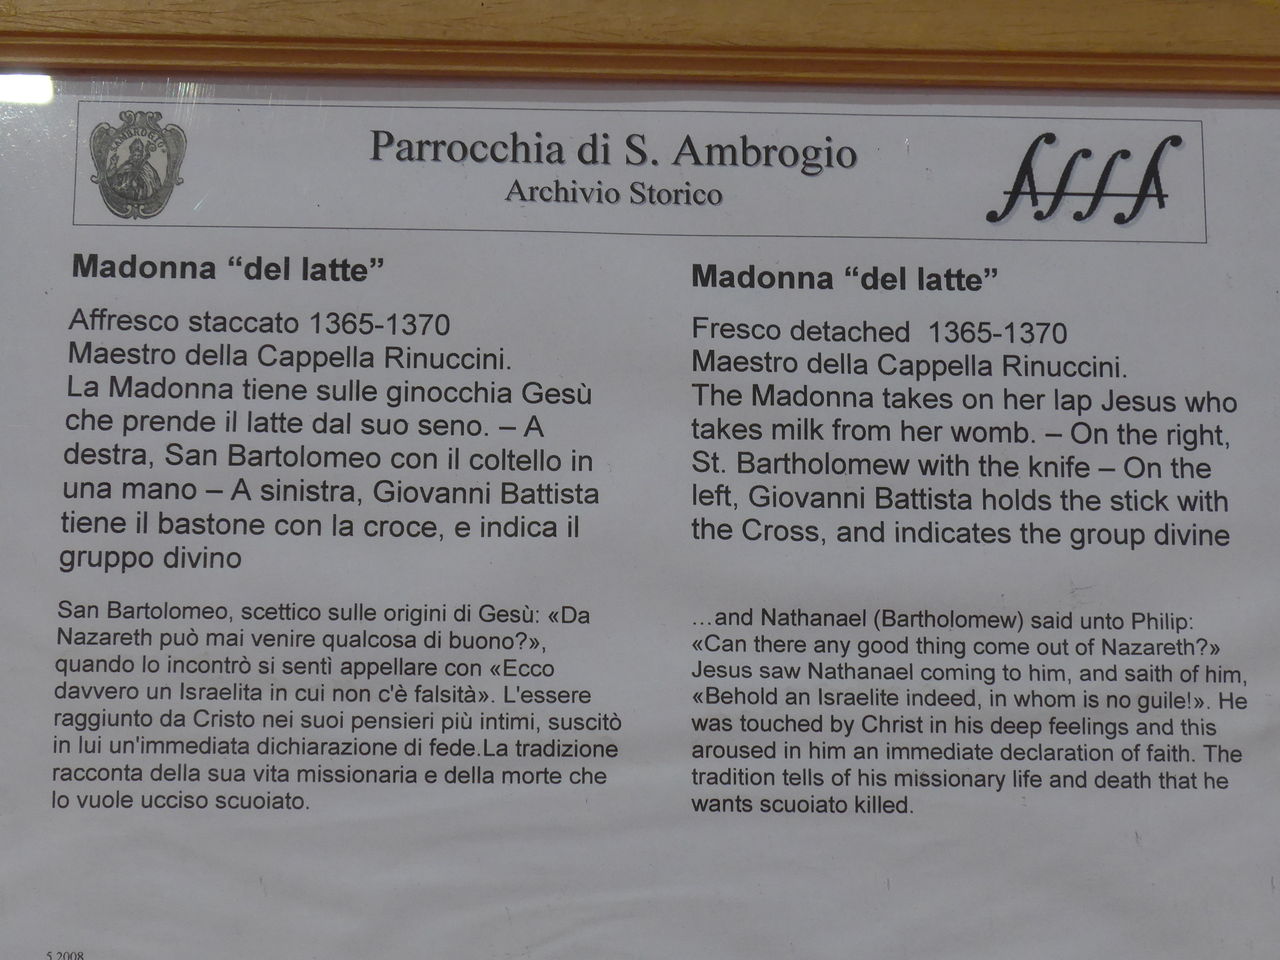 AMBROGIO
Parrocchia di S. Ambrogio
Archivio Storico
Madonna “del latte”
Affresco staccato 1365-1370
Maestro della Cappella Rinuccini.
La Madonna tiene sulle ginocchia Gesù
che prende il latte dal suo seno. – A
destra, San Bartolomeo con il coltello in
una mano – A sinistra, Giovanni Battista
tiene il bastone con la croce, e indica il
gruppo divino
San Bartolomeo, scettico sulle origini di Gesù: «Da
Nazareth può mai venire qualcosa di buono?»,
quando lo incontrò si sentì appellare con «Ecco
davvero un Israelita in cui non c'è falsità». L'essere
raggiunto da Cristo nei suoi pensieri più intimi, suscitò
in lui un'immediata dichiarazione di fede.La tradizione
racconta della sua vita missionaria e della morte che
lo vuole ucciso scuoiato.
Madonna “del latte”
Fresco detached 1365-1370
Maestro della Cappella Rinuccini.
The Madonna takes on her lap Jesus who
takes milk from her womb. – On the right,
St. Bartholomew with the knife – On the
left, Giovanni Battista holds the stick with
the Cross, and indicates the group divine
...and Nathanael (Bartholomew) said unto Philip:
«Can there any good thing come out of Nazareth?»
Jesus saw Nathanael coming to him, and saith of him,
«Behold an Israelite indeed, in whom is no guile!». He
was touched by Christ in his deep feelings and this
aroused in him an immediate declaration of faith. The
tradition tells of his missionary life and death that he
wants scuoiato killed.
5.2008